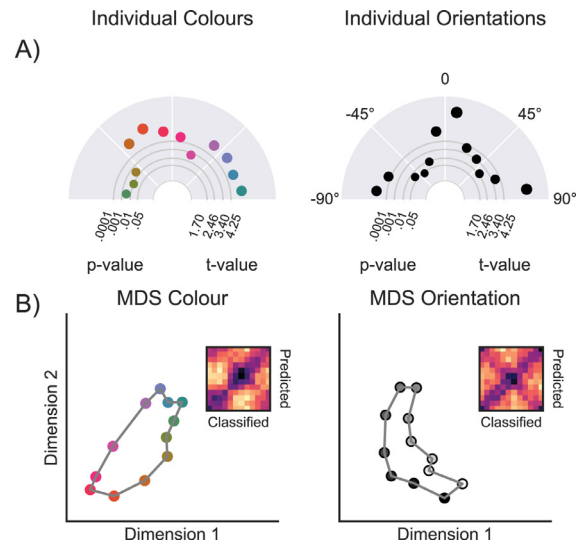 Individual Colours
Individual Orientations
A)
0
-45°
45°
-90°
90°
.0001
.001
.01
.05
1.70
2.46
3.40
4.25
.0001
.001
.01
.05
1.70
2.46
3.40
4.25
p-value
t-value
p-value
t-value
B)
MDS Colour
MDS Orientation
Predicted
Classified
Predicted
Classified
Dimension 2
Dimension 1
Dimension 1